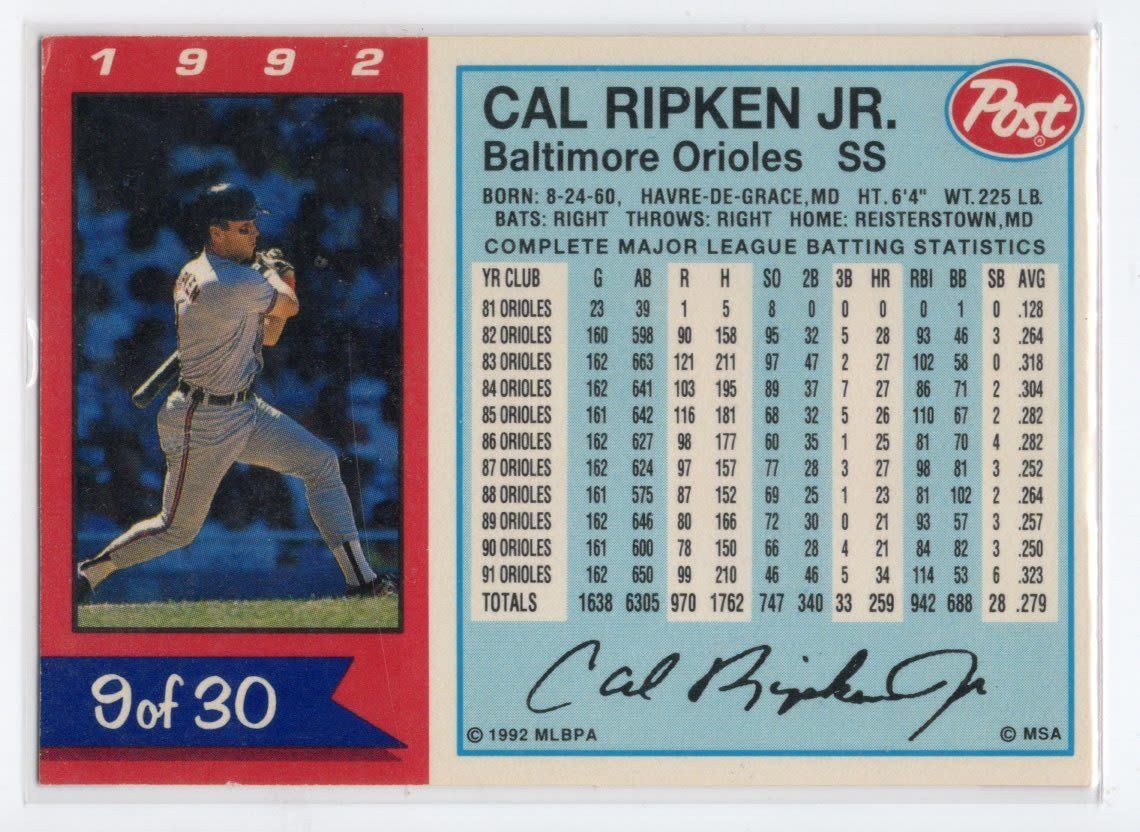 1992
9 of 30
CAL RIPKEN JR.
Post®
Baltimore Orioles SS
BORN: 8-24-60, HAVRE-DE-GRACE,MD HT. 6'4" WT. 225 LB.
BATS: RIGHT THROWS: RIGHT HOME: REISTERSTOWN,MD
COMPLETE MAJOR LEAGUE BATTING STATISTICS
YR CLUB G AB R H SO 2B 3B HR RBI BB SB AVG
81 ORIOLES 23 39 1 5 8 0 0 0 0 1 0 .128
82 ORIOLES 160 598 90 158 95 32 5 28 93 46 3 .264
83 ORIOLES 162 663 121 211 97 47 2 27 102 58 0 .318
84 ORIOLES 162 641 103 195 89 37 7 27 86 71 2 .304
85 ORIOLES 161 642 116 181 68 32 5 26 110 67 2 .282
86 ORIOLES 162 627 98 177 60 35 1 25 81 70 4 .282
87 ORIOLES 162 624 97 157 77 28 3 27 98 81 3 .252
88 ORIOLES 161 575 87 152 69 25 1 23 81 102 2 .264
89 ORIOLES 162 646 80 166 72 30 0 21 93 57 3 .257
90 ORIOLES 161 600 78 150 66 28 4 21 84 82 3 .250
91 ORIOLES 162 650 99 210 46 46 5 34 114 53 6 .323
TOTALS 1638 6305 970 1762 747 340 33 259 942 688 28 .279
Cal Ripken Jr
© 1992 MLBPA © MSA